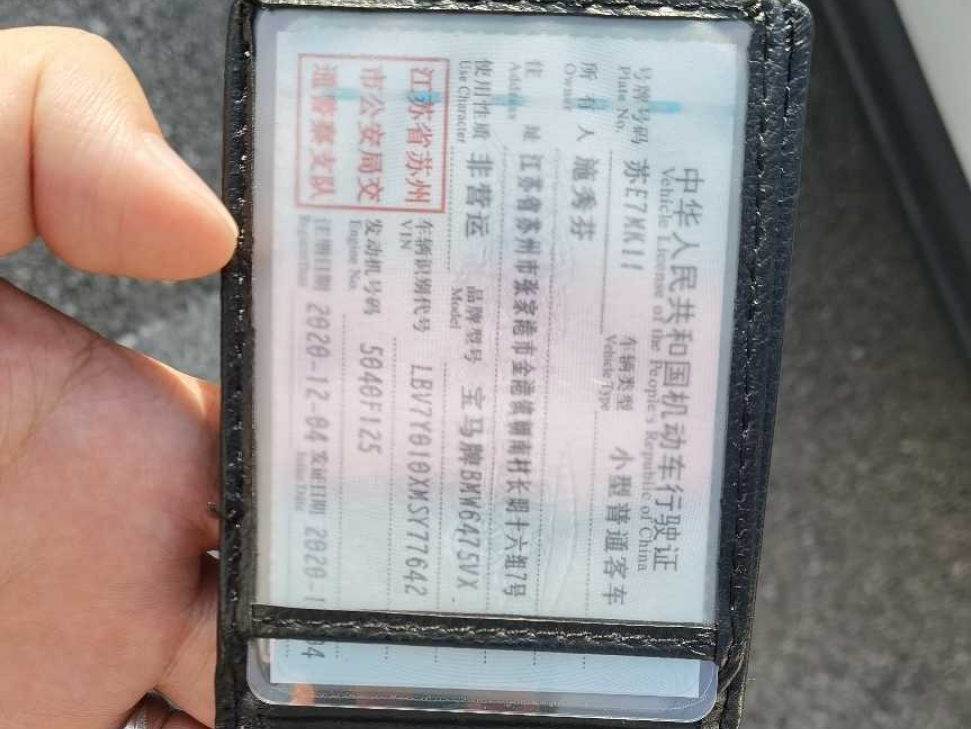 中华人民共和国机动车行驶证
Vehicle License of the People's Republic of China
号牌号码 苏E7MK11 车辆类型 小型普通客车
Plate No. Vehicle Type
所有人 施秀芬
Owner
住址 江苏省苏州市张家港市金港镇朝南村长明十六组7号
Address
使用性质 非营运 品牌型号 宝马牌BMW6475VX
Use Character Model
江苏省苏州
市公安局交
通警察支队
车辆识别代号 LBV7Y010XMSY77642
VIN
发动机号码 5040F125
Engine No.
注册日期 2020-12-04 发证日期 2020-1 04
Register Date Issue Date